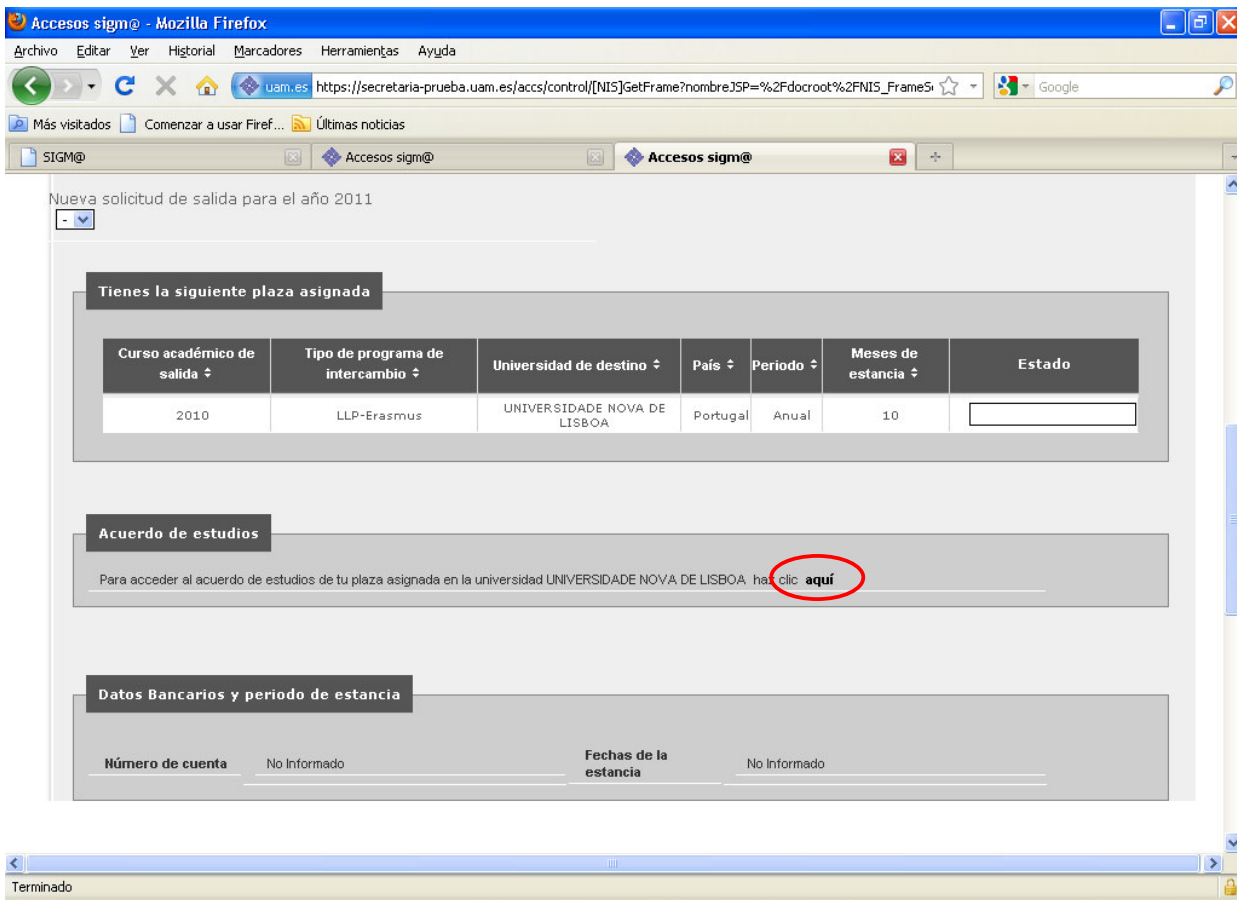 Accesos sigm@ - Mozilla Firefox
Archivo Editar Ver Historial Marcadores Herramientas Ayuda
uam.es https://secretaria-prueba.uam.es/accs/control/[NIS]GetFrame?nombreJSP=%2Fdocroot%2FNIS_FrameS Google
Más visitados Comenzar a usar Firef... Últimas noticias
SIGM@ Accesos sigm@ Accesos sigm@
Nueva solicitud de salida para el año 2011
-
Tienes la siguiente plaza asignada
Curso académico de salida Tipo de programa de intercambio Universidad de destino País Periodo Meses de estancia Estado
2010 LLP-Erasmus UNIVERSIDADE NOVA DE LISBOA Portugal Anual 10
Acuerdo de estudios
Para acceder al acuerdo de estudios de tu plaza asignada en la universidad UNIVERSIDADE NOVA DE LISBOA haz clic aquí
Datos Bancarios y periodo de estancia
Número de cuenta No Informado Fechas de la estancia No Informado
Terminado